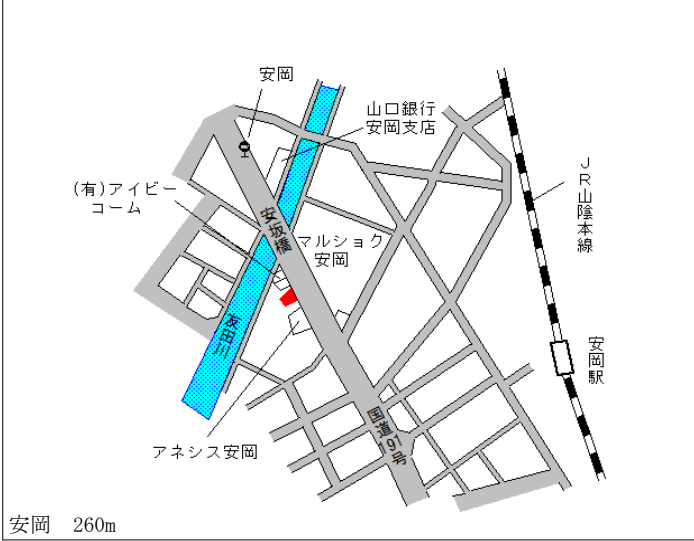 安岡
山口銀行
安岡支店
(有)アイビー
コーム
安坂橋
マルショク
安岡
友田川
JR山陰本線
安岡駅
国道191号
アネシス安岡
安岡 260m